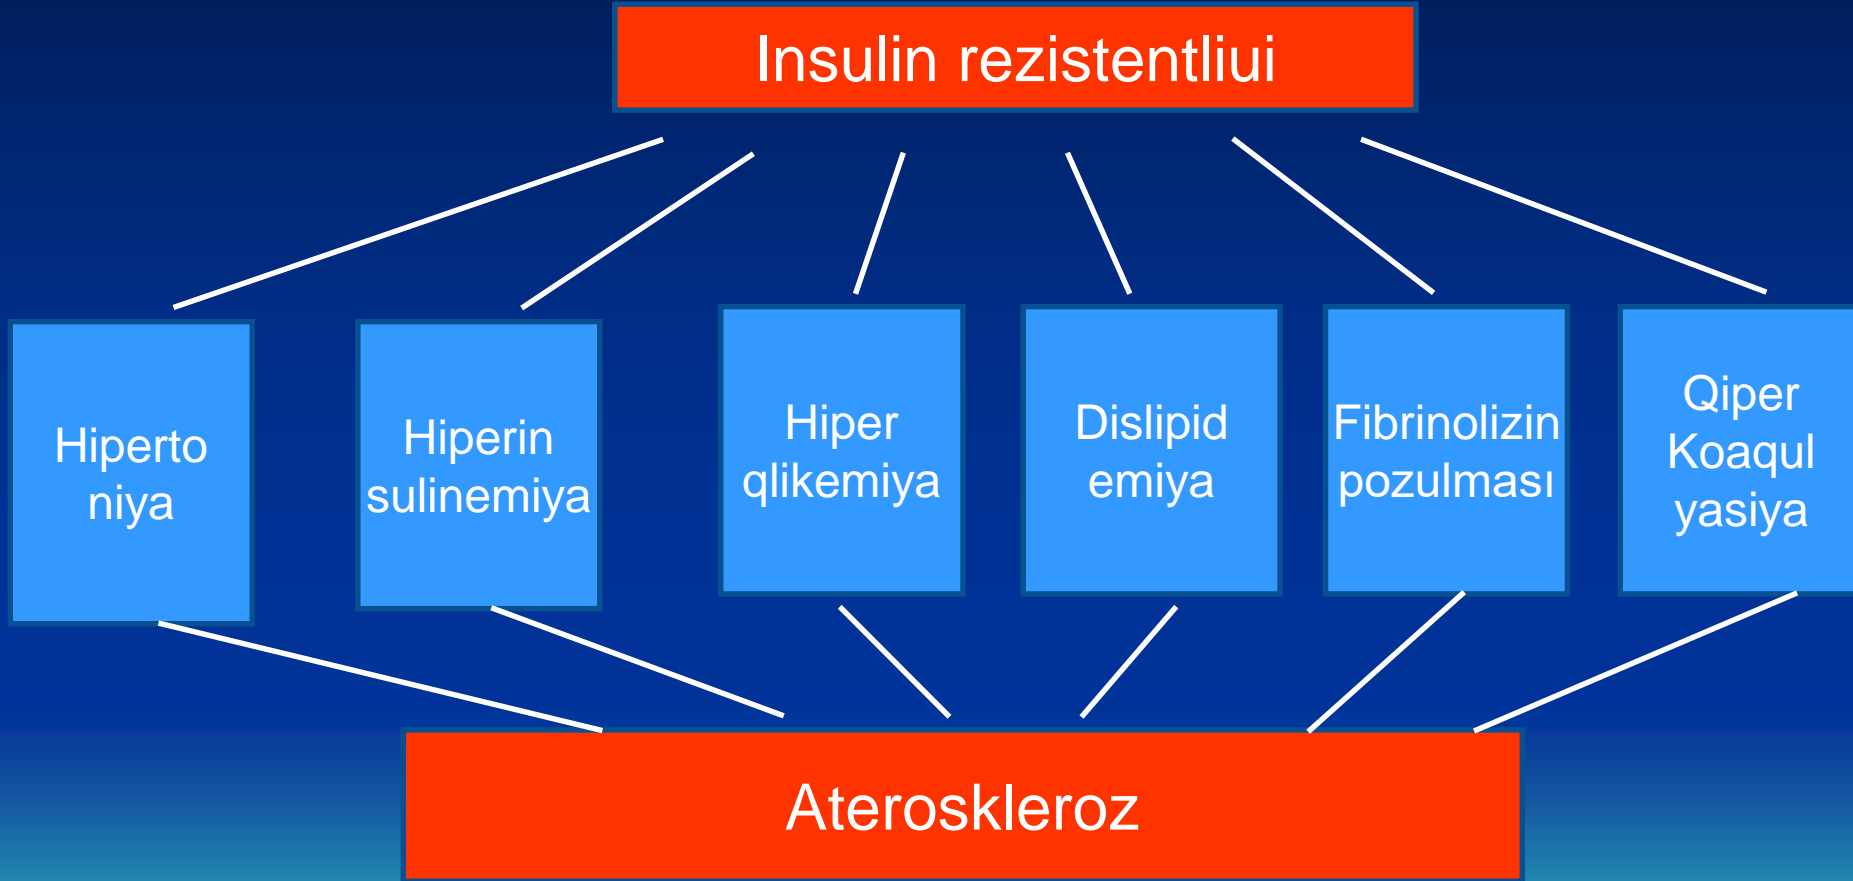 Insulin rezistentliui
Hiperto
niya
Hiperin
sulinemiya
Hiper
qlikemiya
Dislipid
emiya
Fibrinolizin
pozulması
Qiper
Koaqul
yasiya
Ateroskleroz